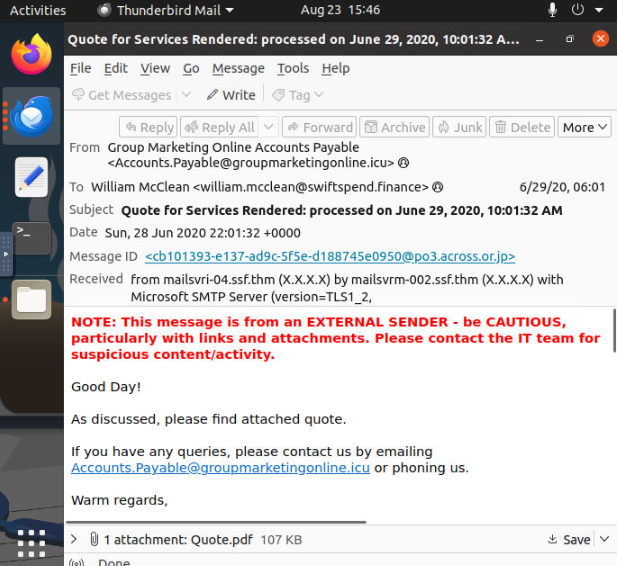 Activities Thunderbird Mail Aug 23 15:46
Quote for Services Rendered: processed on June 29, 2020, 10:01:32 A...
File Edit View Go Message Tools Help
Get Messages Write Tag
Reply Reply All Forward Archive Junk Delete More
From Group Marketing Online Accounts Payable
<Accounts.Payable@groupmarketingonline.icu>
To William McClean <william.mcclean@swiftspend.finance> 6/29/20, 06:01
Subject Quote for Services Rendered: processed on June 29, 2020, 10:01:32 AM
Date Sun, 28 Jun 2020 22:01:32 +0000
Message ID <cb101393-e137-ad9c-5f5e-d188745e0950@po3.across.or.jp>
Received from mailsvri-04.ssf.thm (X.X.X.X) by mailsvrm-002.ssf.thm (X.X.X.X) with
Microsoft SMTP Server (version=TLS1_2,
NOTE: This message is from an EXTERNAL SENDER - be CAUTIOUS,
particularly with links and attachments. Please contact the IT team for
suspicious content/activity.
Good Day!
As discussed, please find attached quote.
If you have any queries, please contact us by emailing
Accounts.Payable@groupmarketingonline.icu or phoning us.
Warm regards,
1 attachment: Quote.pdf 107 KB Save
Done